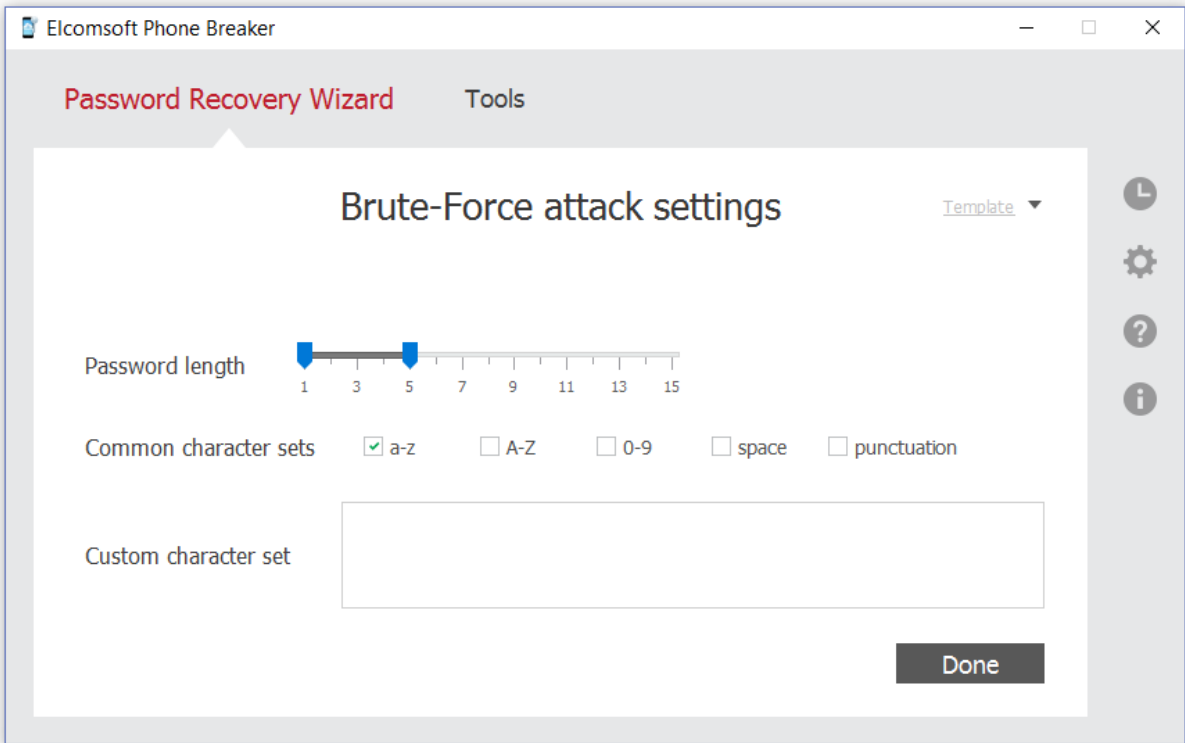 Elcomsoft Phone Breaker
Password Recovery Wizard Tools
Brute-Force attack settings
Template
Password length
1 3 5 7 9 11 13 15
Common character sets a-z A-Z 0-9 space punctuation
Custom character set
Done